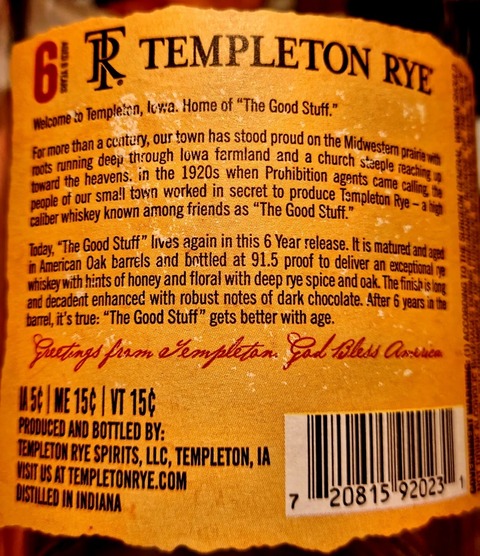 6 AGED 6 YEARS TR TEMPLETON RYE
Welcome to Templeton, Iowa. Home of “The Good Stuff.”
For more than a century, our town has stood proud on the Midwestern prairie with
roots running deep through Iowa farmland and a church steeple reaching up
toward the heavens. in the 1920s when Prohibition agents came calling, the
people of our small town worked in secret to produce Templeton Rye – a high
caliber whiskey known among friends as “The Good Stuff.”
Today, “The Good Stuff” lives again in this 6 Year release. It is matured and aged
in American Oak barrels and bottled at 91.5 proof to deliver an exceptional rye
whiskey with hints of honey and floral with deep rye spice and oak. The finish is long
and decadent enhanced with robust notes of dark chocolate. After 6 years in the
barrel, it’s true: “The Good Stuff” gets better with age.
Greetings from Templeton. God Bless America
IA 5¢ | ME 15¢ | VT 15¢
PRODUCED AND BOTTLED BY:
TEMPLETON RYE SPIRITS, LLC, TEMPLETON, IA
VISIT US AT TEMPLETONRYE.COM
DISTILLED IN INDIANA
7 20815 92023 1